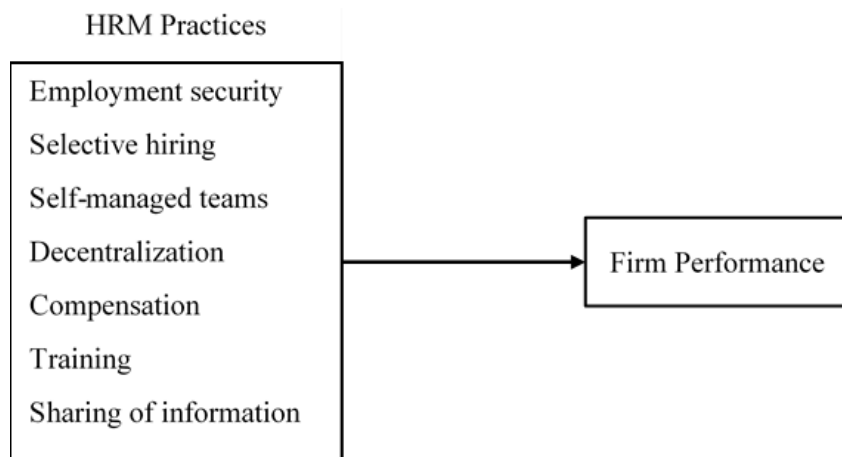 HRM Practices
Employment security
Selective hiring
Self-managed teams
Decentralization
Compensation
Training
Sharing of information
Firm Performance